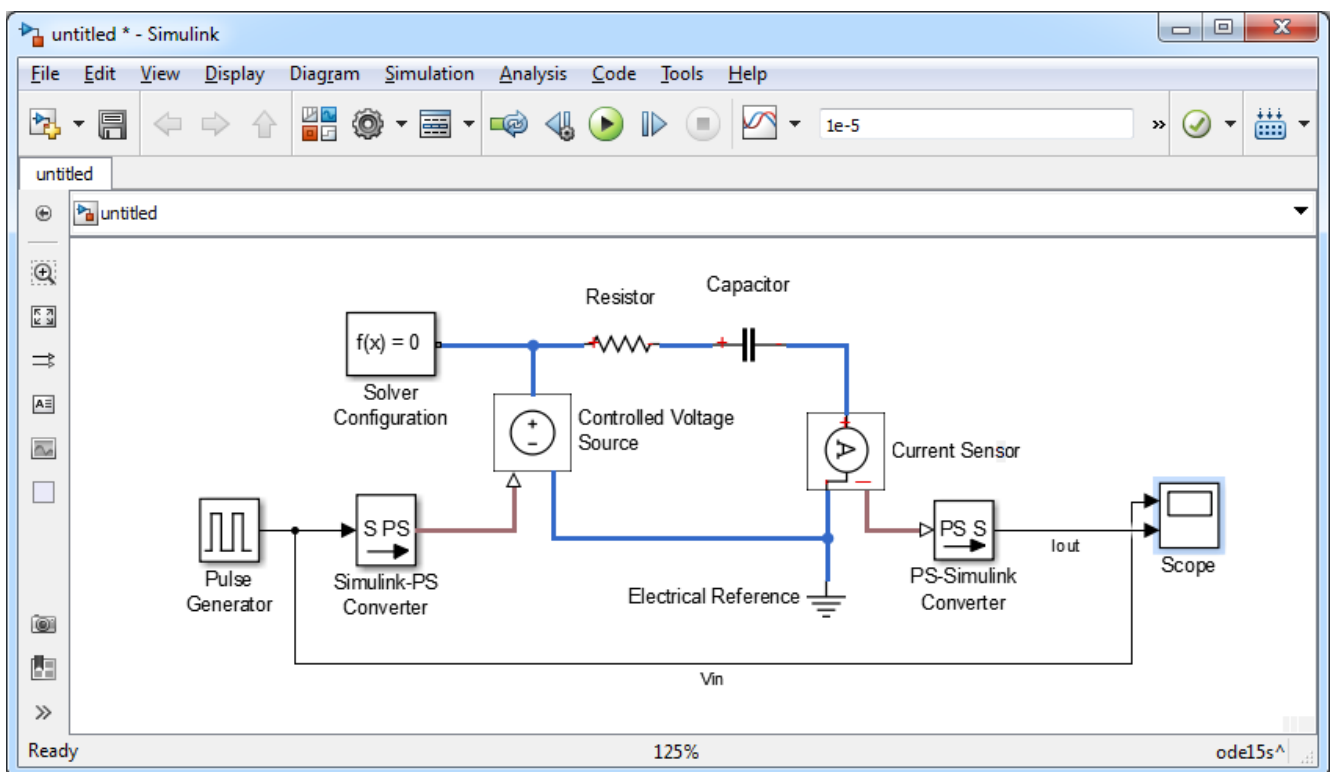 untitled * - Simulink
File Edit View Display Diagram Simulation Analysis Code Tools Help
1e-5
untitled
untitled
Resistor
Capacitor
f(x) = 0
Solver
Configuration
Controlled Voltage
Source
+
-
A
Current Sensor
Pulse
Generator
S PS
Simulink-PS
Converter
Electrical Reference
PS S
PS-Simulink
Converter
Iout
Scope
Vin
Ready
125%
ode15s^